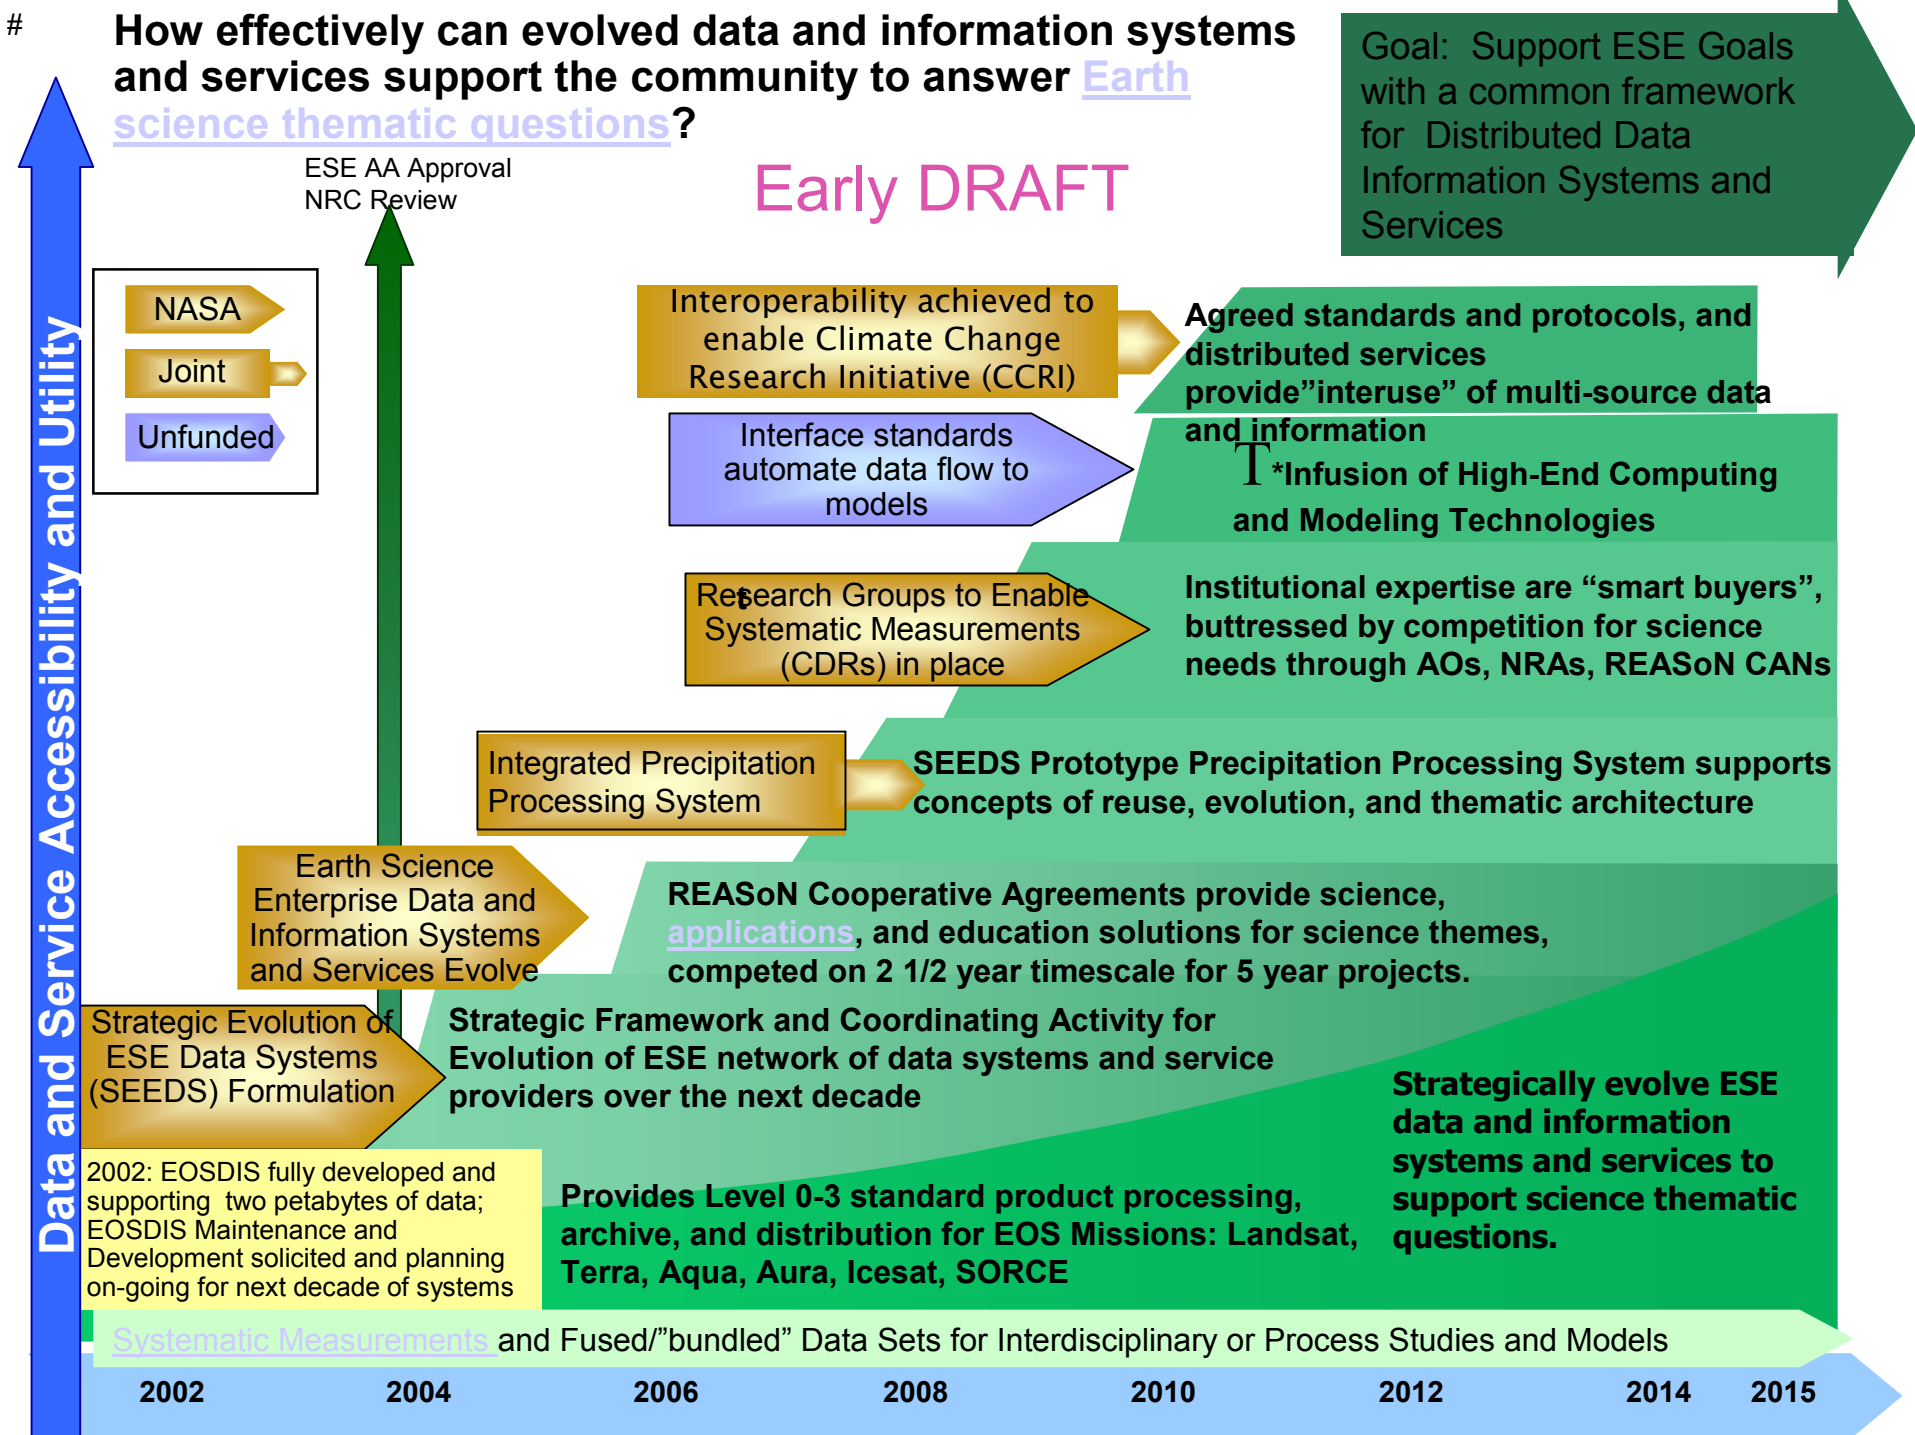 #
How effectively can evolved data and information systems
and services support the community to answer Earth
science thematic questions?
Goal:  Support ESE Goals
with a common framework
for  Distributed Data
Information Systems and
Services
ESE AA Approval
NRC Review
Early DRAFT
NASA
Joint
Unfunded
Data and Service Accessibility and Utility
Interoperability achieved to
enable Climate Change
Research Initiative (CCRI)
Agreed standards and protocols, and
distributed services
provide”interuse” of multi-source data
and information
Interface standards
automate data flow to
models
T*Infusion of High-End Computing
and Modeling Technologies
t
Research Groups to Enable
Systematic Measurements
(CDRs) in place
Institutional expertise are “smart buyers”,
buttressed by competition for science
needs through AOs, NRAs, REASoN CANs
Integrated Precipitation
Processing System
SEEDS Prototype Precipitation Processing System supports
concepts of reuse, evolution, and thematic architecture
Earth Science
Enterprise Data and
Information Systems
and Services Evolve
REASoN Cooperative Agreements provide science,
applications, and education solutions for science themes,
competed on 2 1/2 year timescale for 5 year projects.
Strategic Evolution of
ESE Data Systems
(SEEDS) Formulation
Strategic Framework and Coordinating Activity for
Evolution of ESE network of data systems and service
providers over the next decade
Strategically evolve ESE
data and information
systems and services to
support science thematic
questions.
2002: EOSDIS fully developed and
supporting  two petabytes of data;
EOSDIS Maintenance and
Development solicited and planning
on-going for next decade of systems
Provides Level 0-3 standard product processing,
archive, and distribution for EOS Missions: Landsat,
Terra, Aqua, Aura, Icesat, SORCE
Systematic Measurements and Fused/”bundled” Data Sets for Interdisciplinary or Process Studies and Models
2002 2004 2006 2008 2010 2012 2014 2015